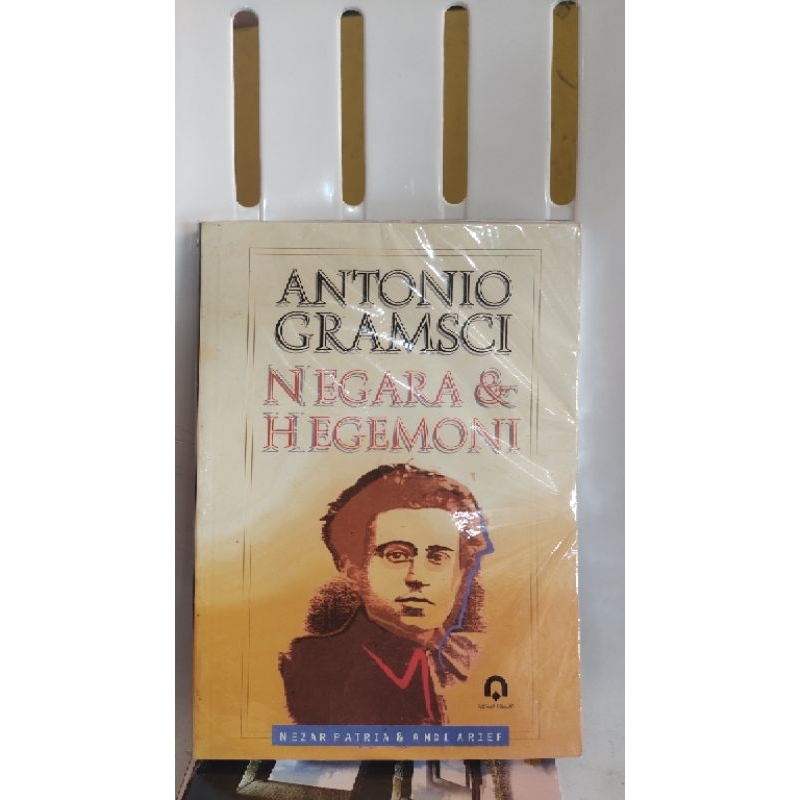 ANTONIO
GRAMSCI
NEGARA &
HEGEMONI
NEZAR PATRIA & ANDI ARIEF